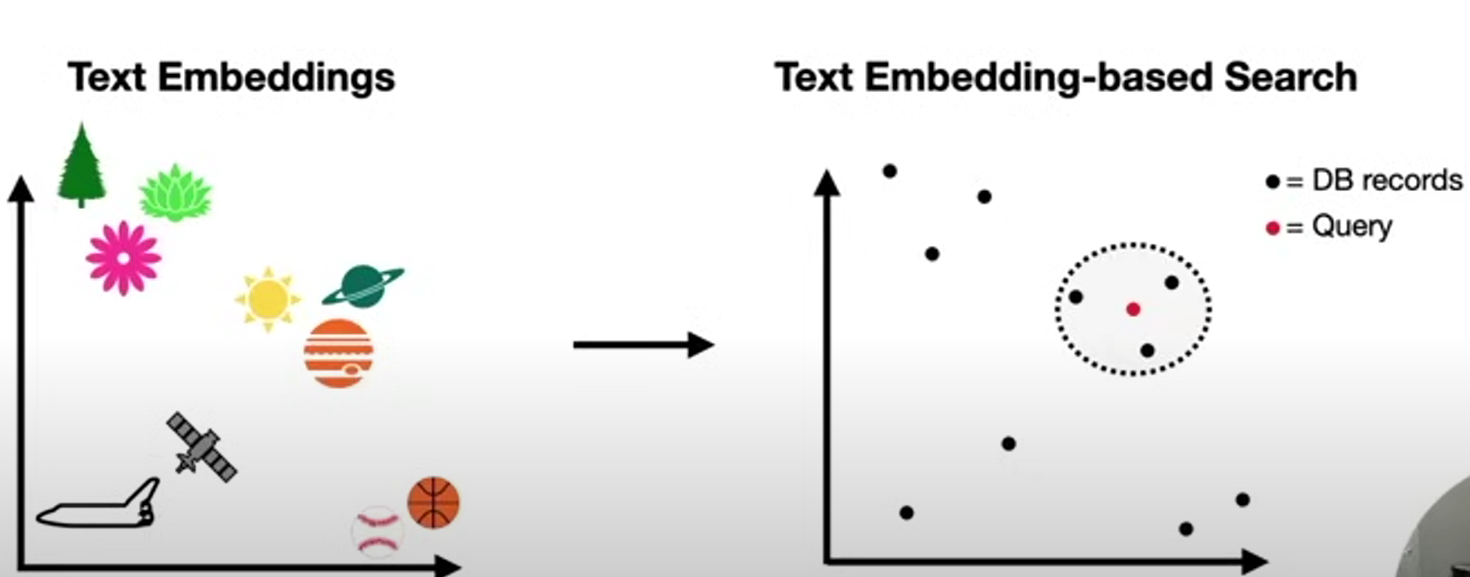 Text Embeddings
Text Embedding-based Search
= DB records
= Query